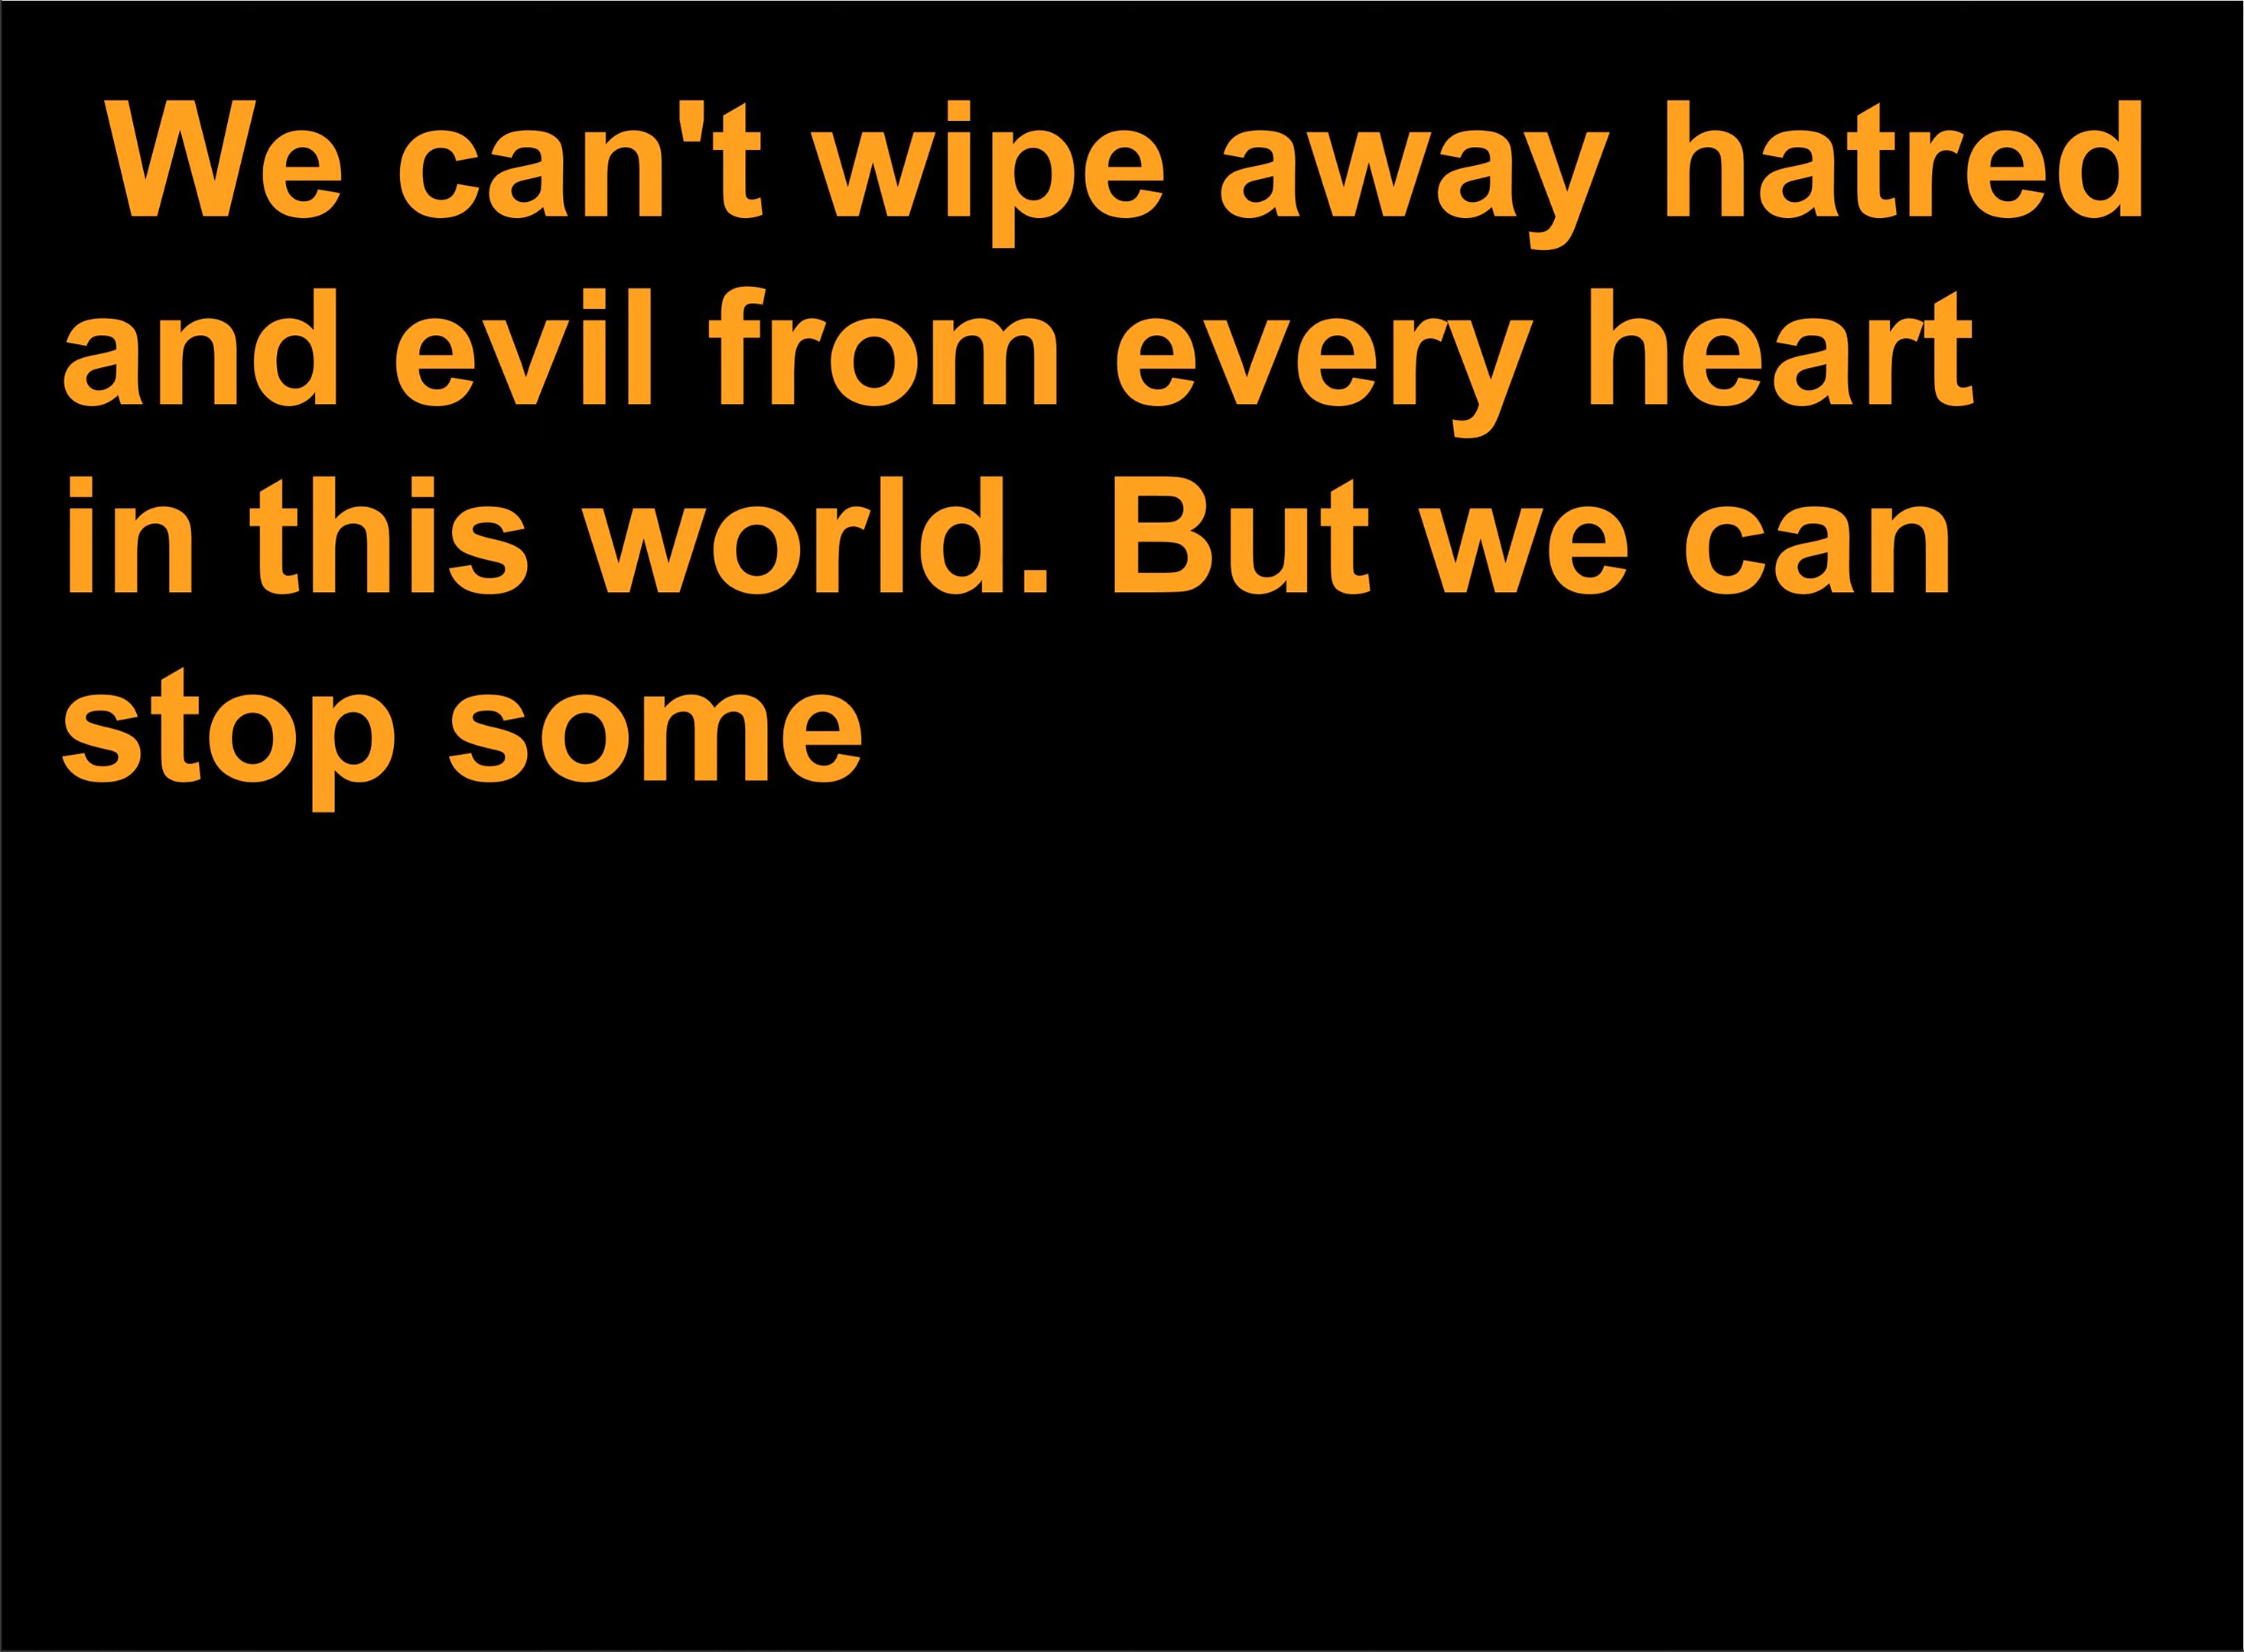 We can't wipe away hatred
and evil from every heart
in this world. But we can
stop some